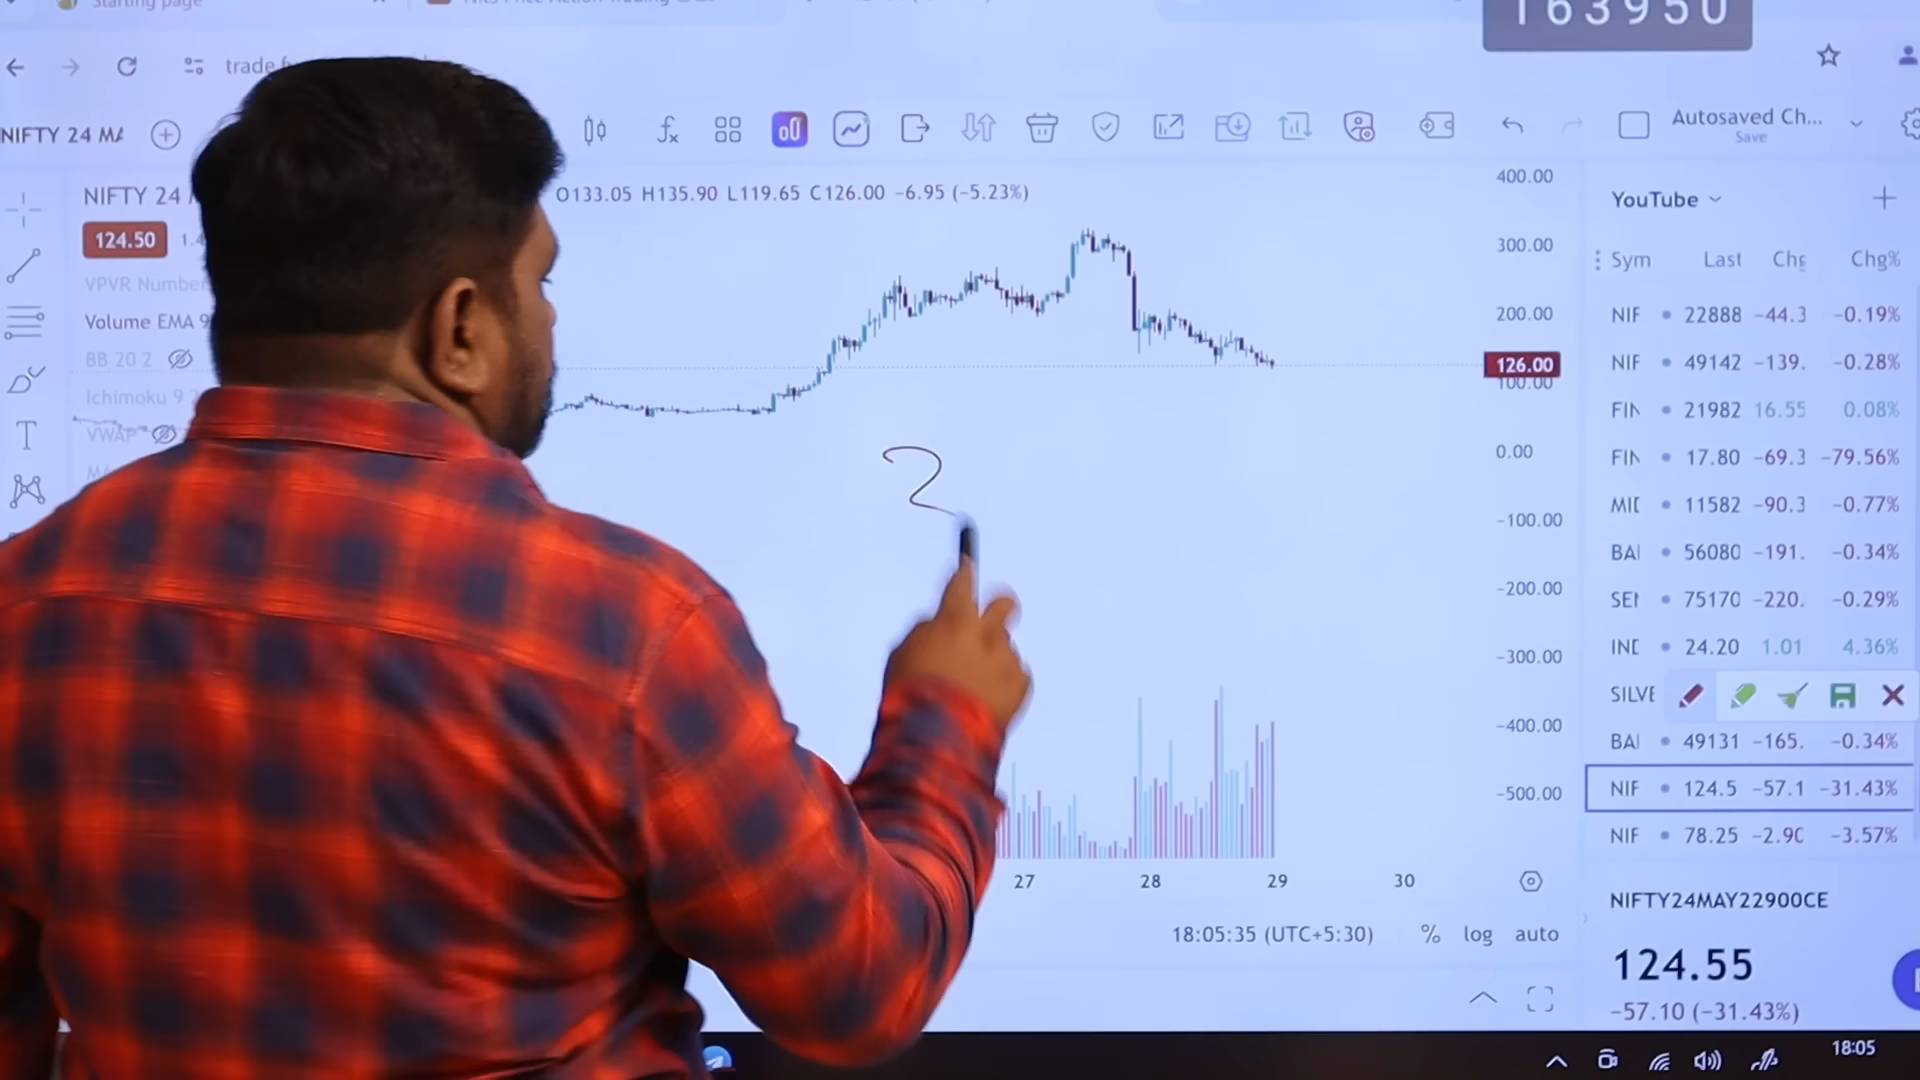 Starting page
163950
trade
NIFTY 24 MA
Autosaved Ch...
Save
NIFTY 24
O133.05 H135.90 L119.65 C126.00 −6.95 (−5.23%)
124.50
1.4
VPVR Number
Volume EMA 9
BB 20 2
Ichimoku 9 2
VWAP
MA
2
400.00
300.00
200.00
126.00
100.00
0.00
−100.00
−200.00
−300.00
−400.00
−500.00
27 28 29 30
18:05:35 (UTC+5:30) % log auto
YouTube
Sym Last Chg Chg%
NIF 22888 −44.3 −0.19%
NIF 49142 −139. −0.28%
FIN 21982 16.55 0.08%
FIN 17.80 −69.3 −79.56%
MID 11582 −90.3 −0.77%
BAI 56080 −191. −0.34%
SEI 75170 −220. −0.29%
IND 24.20 1.01 4.36%
SILVE
BAI 49131 −165. −0.34%
NIF 124.5 −57.1 −31.43%
NIF 78.25 −2.90 −3.57%
NIFTY24MAY22900CE
124.55
−57.10 (−31.43%)
18:05